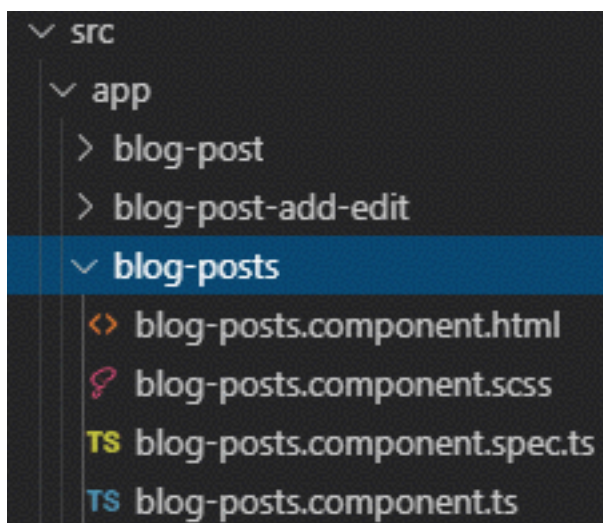 src
app
blog-post
blog-post-add-edit
blog-posts
<> blog-posts.component.html
blog-posts.component.scss
TS blog-posts.component.spec.ts
TS blog-posts.component.ts